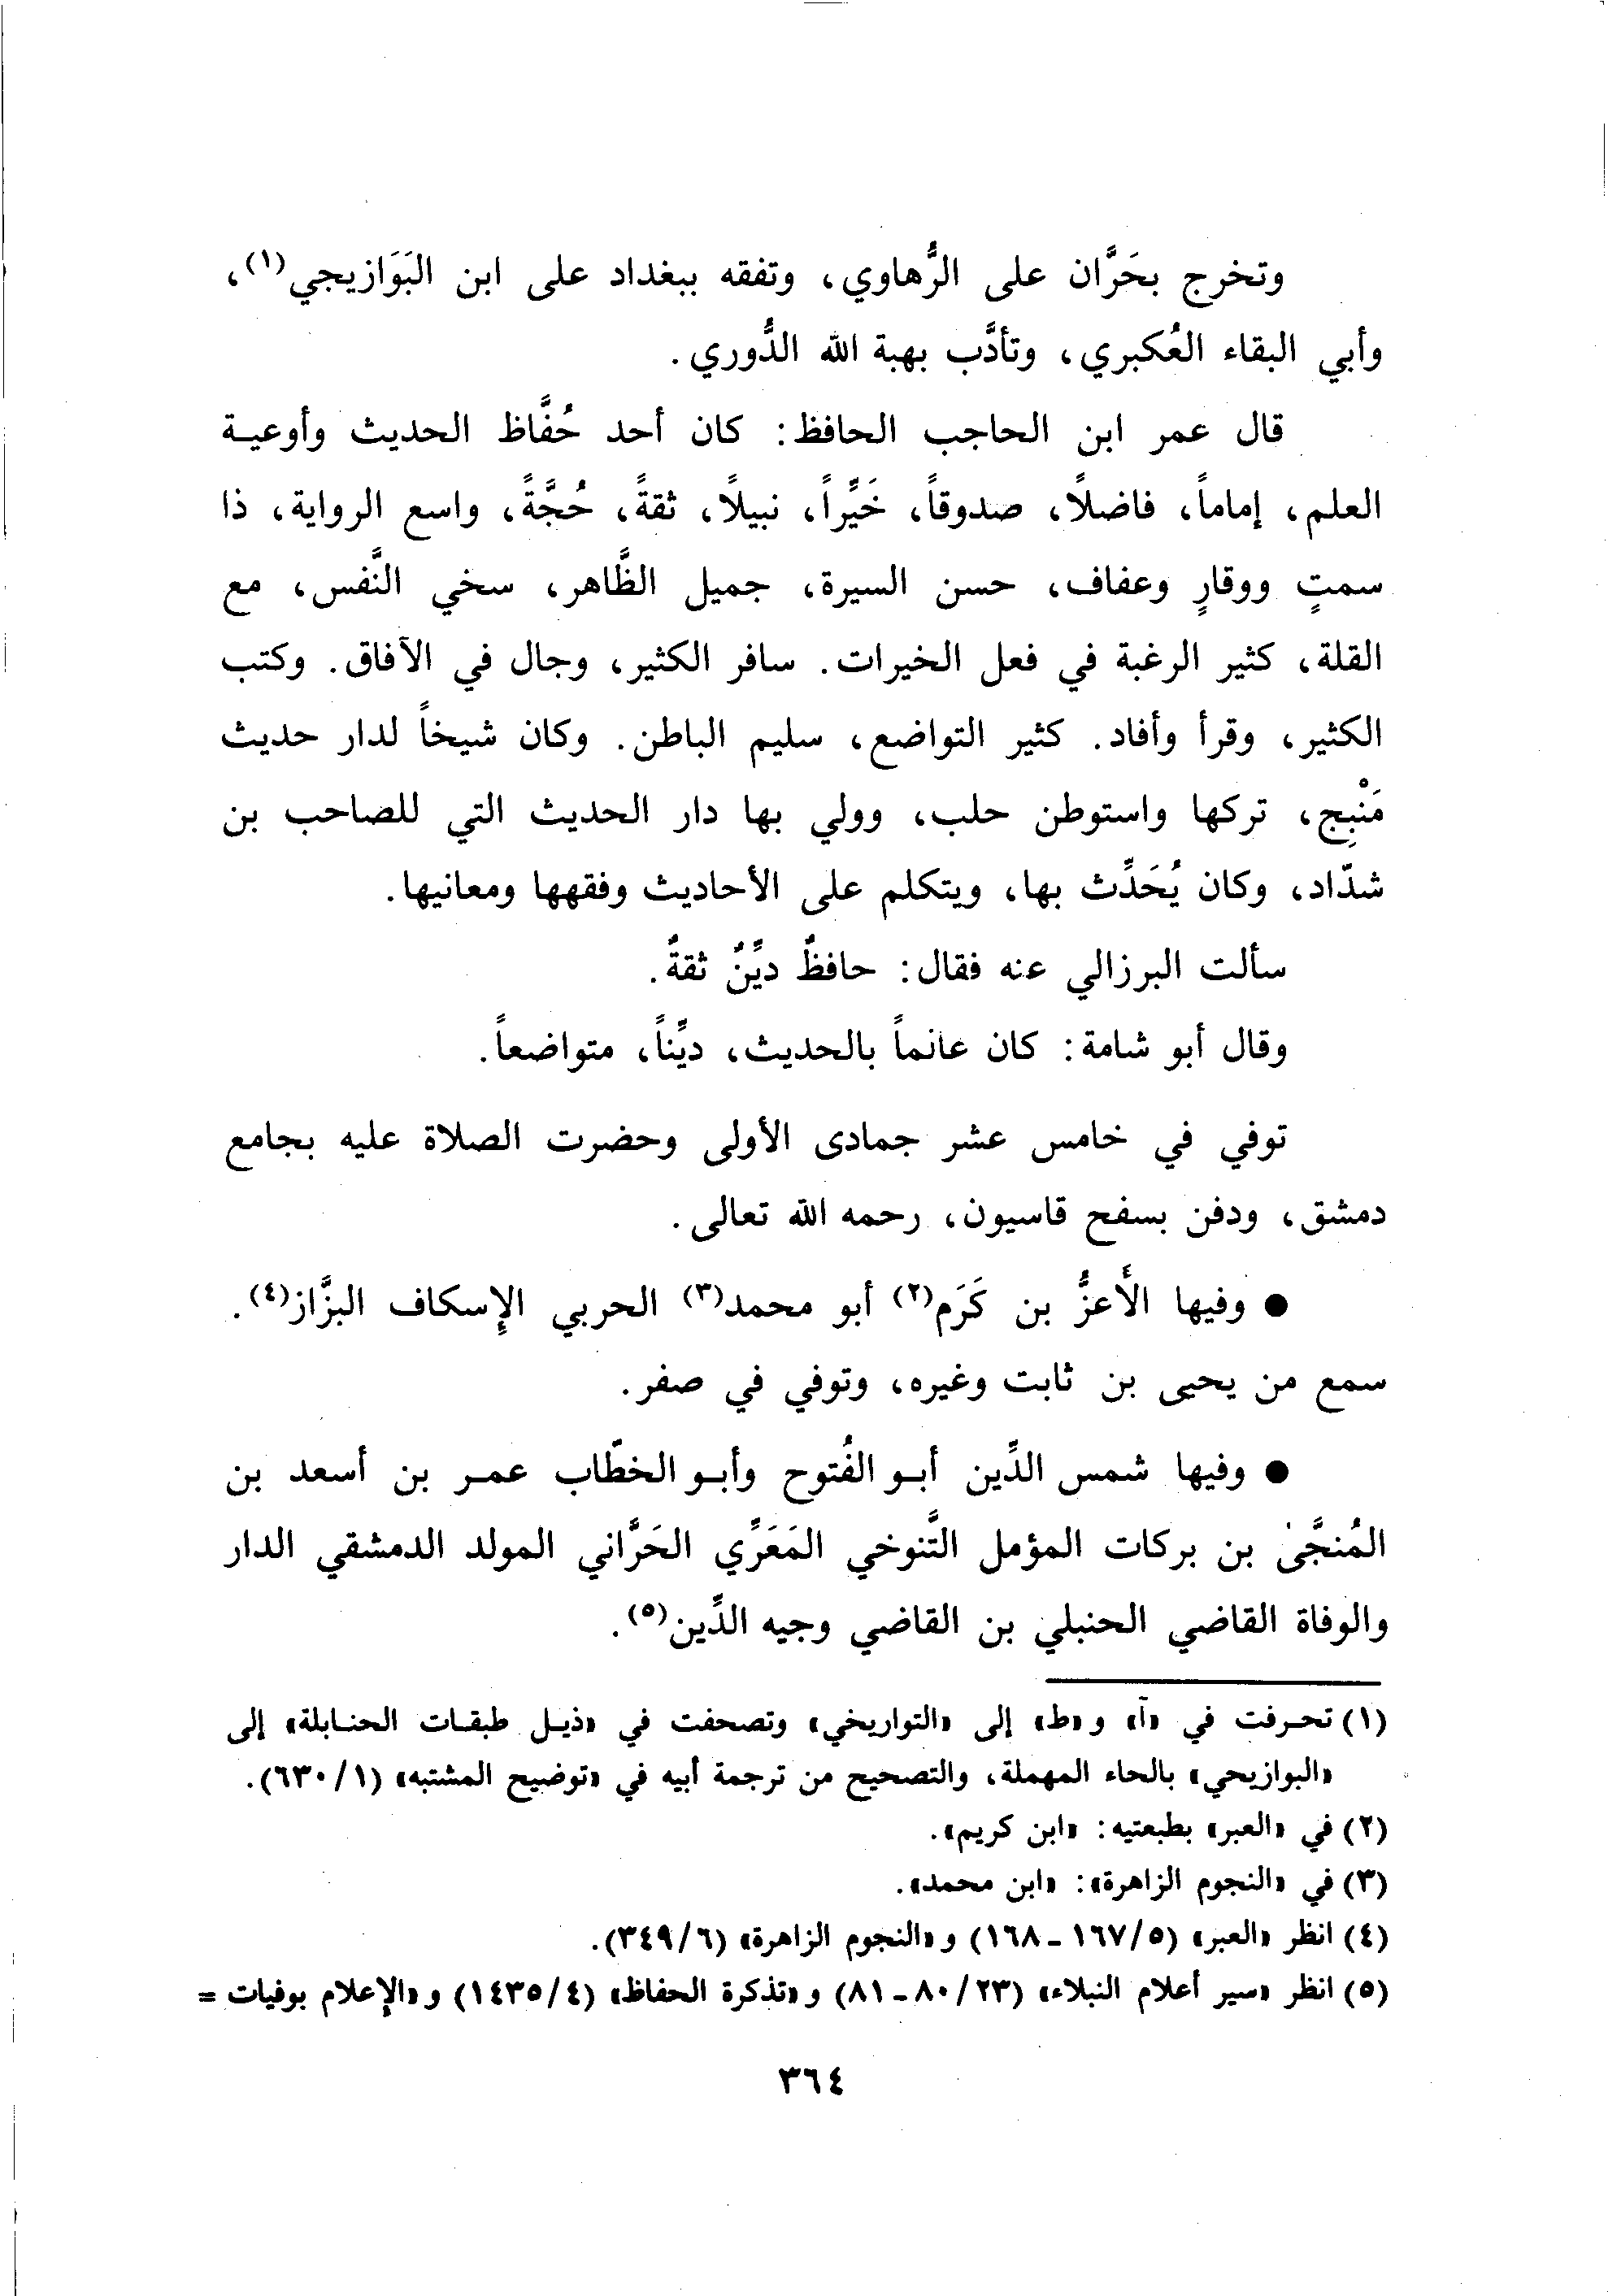 وتخرج بحَرَّان على الرُّهاوي، وتفقه ببغداد على ابن البَوَازيجي(١)،
وأبي البقاء العُكبري، وتأدَّب بهبة الله الدُّوري.
قال عمر ابن الحاجب الحافظ: كان أحد حُفَّاظ الحديث وأوعيـة
العلم، إماماً، فاضلاً، صدوقاً، خَيِّراً، نبيلاً، ثقةً، حُجَّةً، واسع الرواية، ذا
سمتٍ ووقارٍ وعفاف، حسن السيرة، جميل الظَّاهر، سخي النَّفس، مع
القلة، كثير الرغبة في فعل الخيرات. سافر الكثير، وجال في الآفاق. وكتب
الكثير، وقرأ وأفاد. كثير التواضع، سليم الباطن. وكان شيخاً لدار حديث
مَنْبِج، تركها واستوطن حلب، وولي بها دار الحديث التي للصاحب بن
شدّاد، وكان يُحَدِّث بها، ويتكلم على الأحاديث وفقهها ومعانيها.
سألت البرزالي عنه فقال: حافظٌ ديِّنٌ ثقةٌ.
وقال أبو شامة: كان عالماً بالحديث، ديِّناً، متواضعاً.
توفي في خامس عشر جمادى الأولى وحضرت الصلاة عليه بجامع
دمشق، ودفن بسفح قاسيون، رحمه الله تعالى.
● وفيها الأَعزُّ بن كَرَم(٢) أبو محمد(٣) الحربي الإسكاف البزَّاز(٤).
سمع من يحيى بن ثابت وغيره، وتوفي في صفر.
● وفيها شمس الدِّين أبـو الفُتوح وأبـو الخطّاب عمـر بن أسعد بن
المُنجَّىٰ بن بركات المؤمل التَّنوخي المَعَرِّي الحَرَّاني المولد الدمشقي الدار
والوفاة القاضي الحنبلي بن القاضي وجيه الدِّين(٥).
(١) تحـرفت في «آ» و«ط» إلى «التواريخي» وتصحفت في «ذيـل طبقـات الحنـابلة» إلى
«البوازيحي» بالحاء المهملة، والتصحيح من ترجمة أبيه في «توضيح المشتبه» (١/ ٦٣٠).
(٢) في «العبر» بطبعتيه: «ابن كريم».
(٣) في «النجوم الزاهرة»: «ابن محمد».
(٤) انظر «العبر» (٥/ ١٦٧ - ١٦٨) و«النجوم الزاهرة» (٦/ ٣٤٩).
(٥) انظر «سير أعلام النبلاء» (٢٣/ ٨٠ - ٨١) و«تذكرة الحفاظ» (٤/ ١٤٣٥) و«الإعلام بوفيات =
٣٦٤